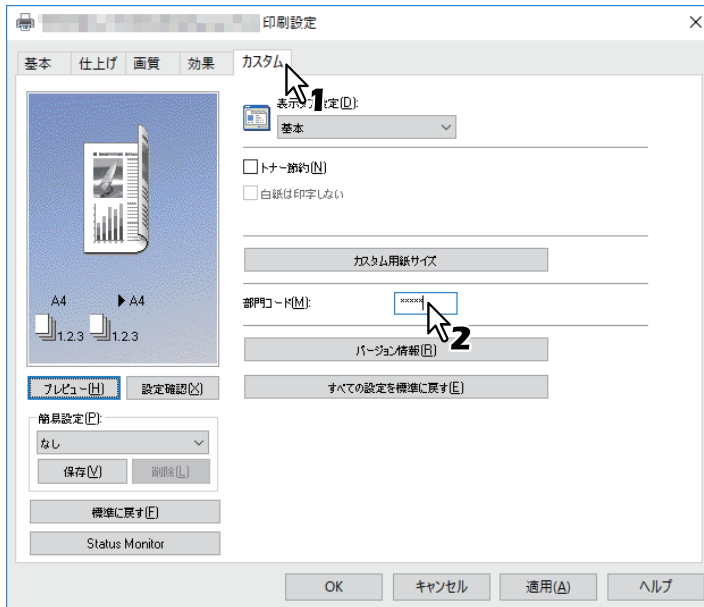 印刷設定
基本 仕上げ 画質 効果 カスタム
1
定(D):
基本
トナー節約(N)
白紙は印字しない
カスタム用紙サイズ
A4 ▶ A4
1.2.3 1.2.3
部門コード(M): *****
2
バージョン情報(R)
プレビュー(H) 設定確認(X)
すべての設定を標準に戻す(E)
簡易設定(P):
なし
保存(V) 削除(L)
標準に戻す(F)
Status Monitor
OK キャンセル 適用(A) ヘルプ